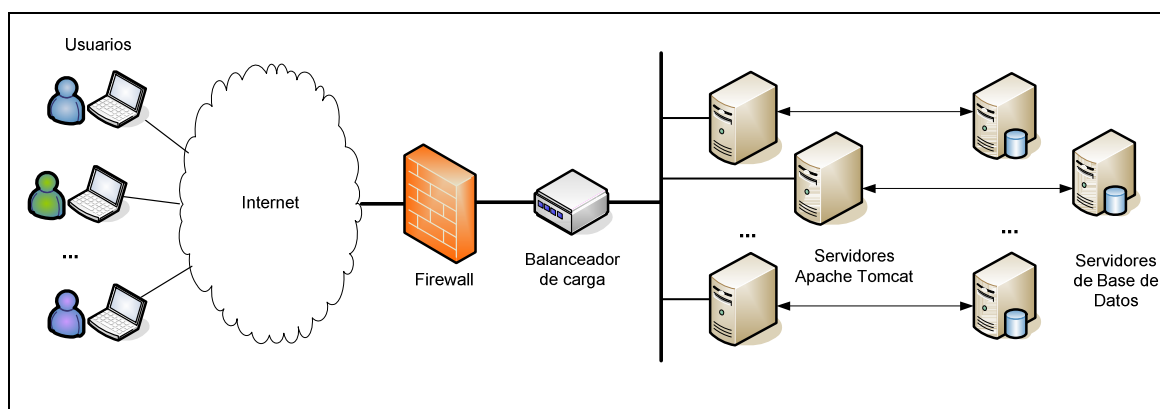 Usuarios
...
Internet
Firewall
Balanceador
de carga
...
Servidores
Apache Tomcat
...
Servidores
de Base de
Datos